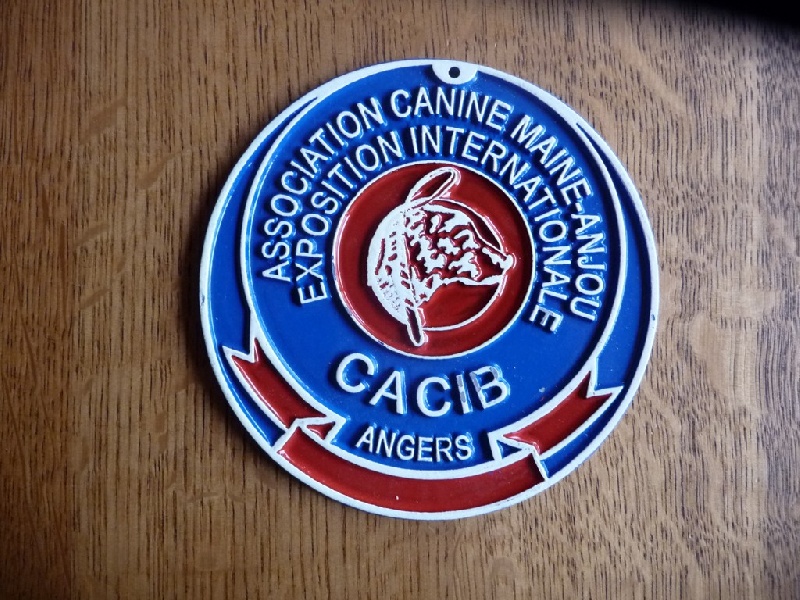 ASSOCIATION CANINE MAINE-ANJOU
EXPOSITION INTERNATIONALE
CACIB
ANGERS